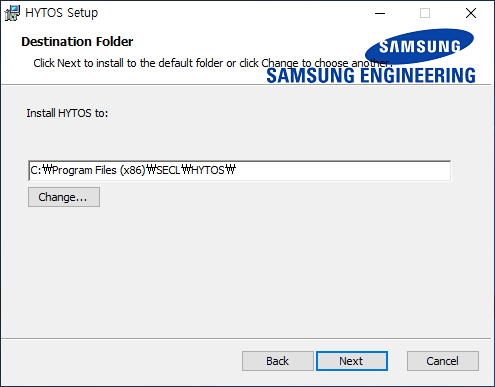 HYTOS Setup
Destination Folder
Click Next to install to the default folder or click Change to choose another.
SAMSUNG
SAMSUNG ENGINEERING
Install HYTOS to:
C:₩Program Files (x86)₩SECL₩HYTOS₩
Change...
Back
Next
Cancel